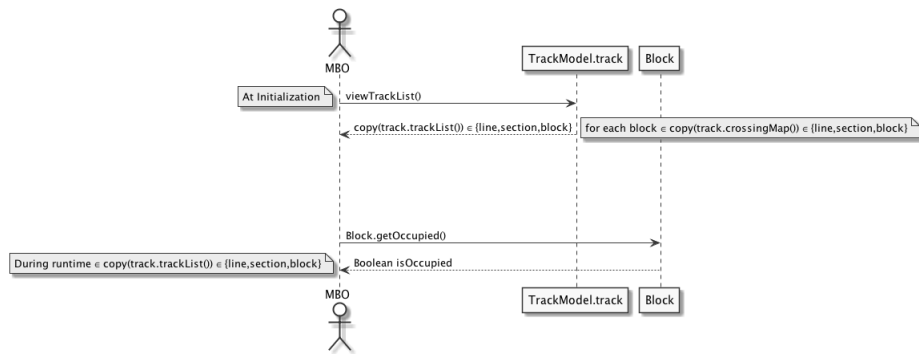 MBO
TrackModel.track
Block
At Initialization
viewTrackList()
copy(track.trackList()) ∈ {line,section,block}
for each block ∈ copy(track.crossingMap()) ∈ {line,section,block}
Block.getOccupied()
During runtime ∈ copy(track.trackList()) ∈ {line,section,block}
Boolean isOccupied
MBO
TrackModel.track
Block